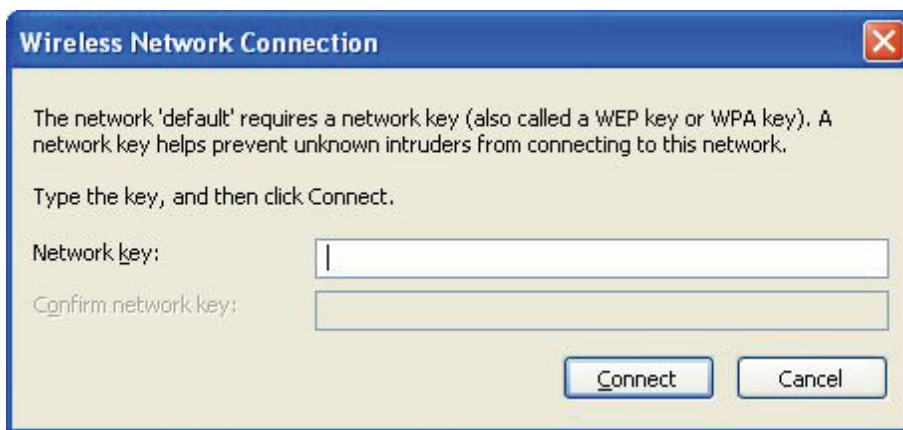 Wireless Network Connection
The network 'default' requires a network key (also called a WEP key or WPA key). A
network key helps prevent unknown intruders from connecting to this network.
Type the key, and then click Connect.
Network key:
Confirm network key:
Connect Cancel